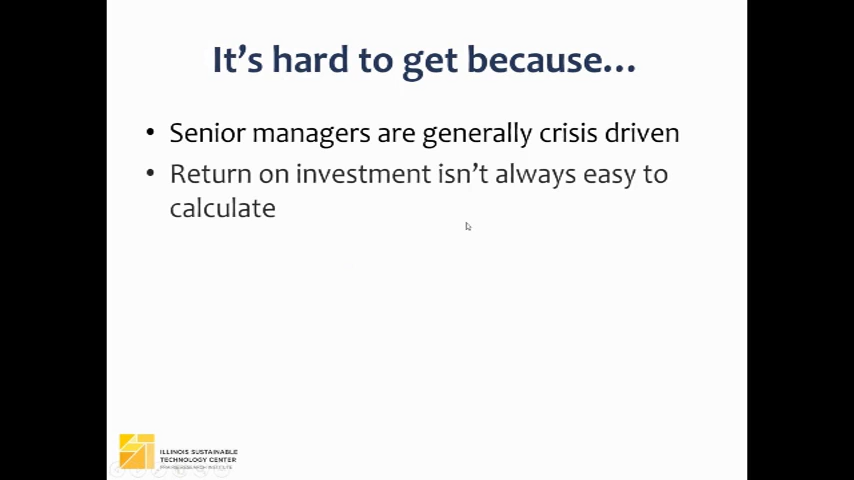 It’s hard to get because…
• Senior managers are generally crisis driven
• Return on investment isn’t always easy to
calculate
ILLINOIS SUSTAINABLE
TECHNOLOGY CENTER